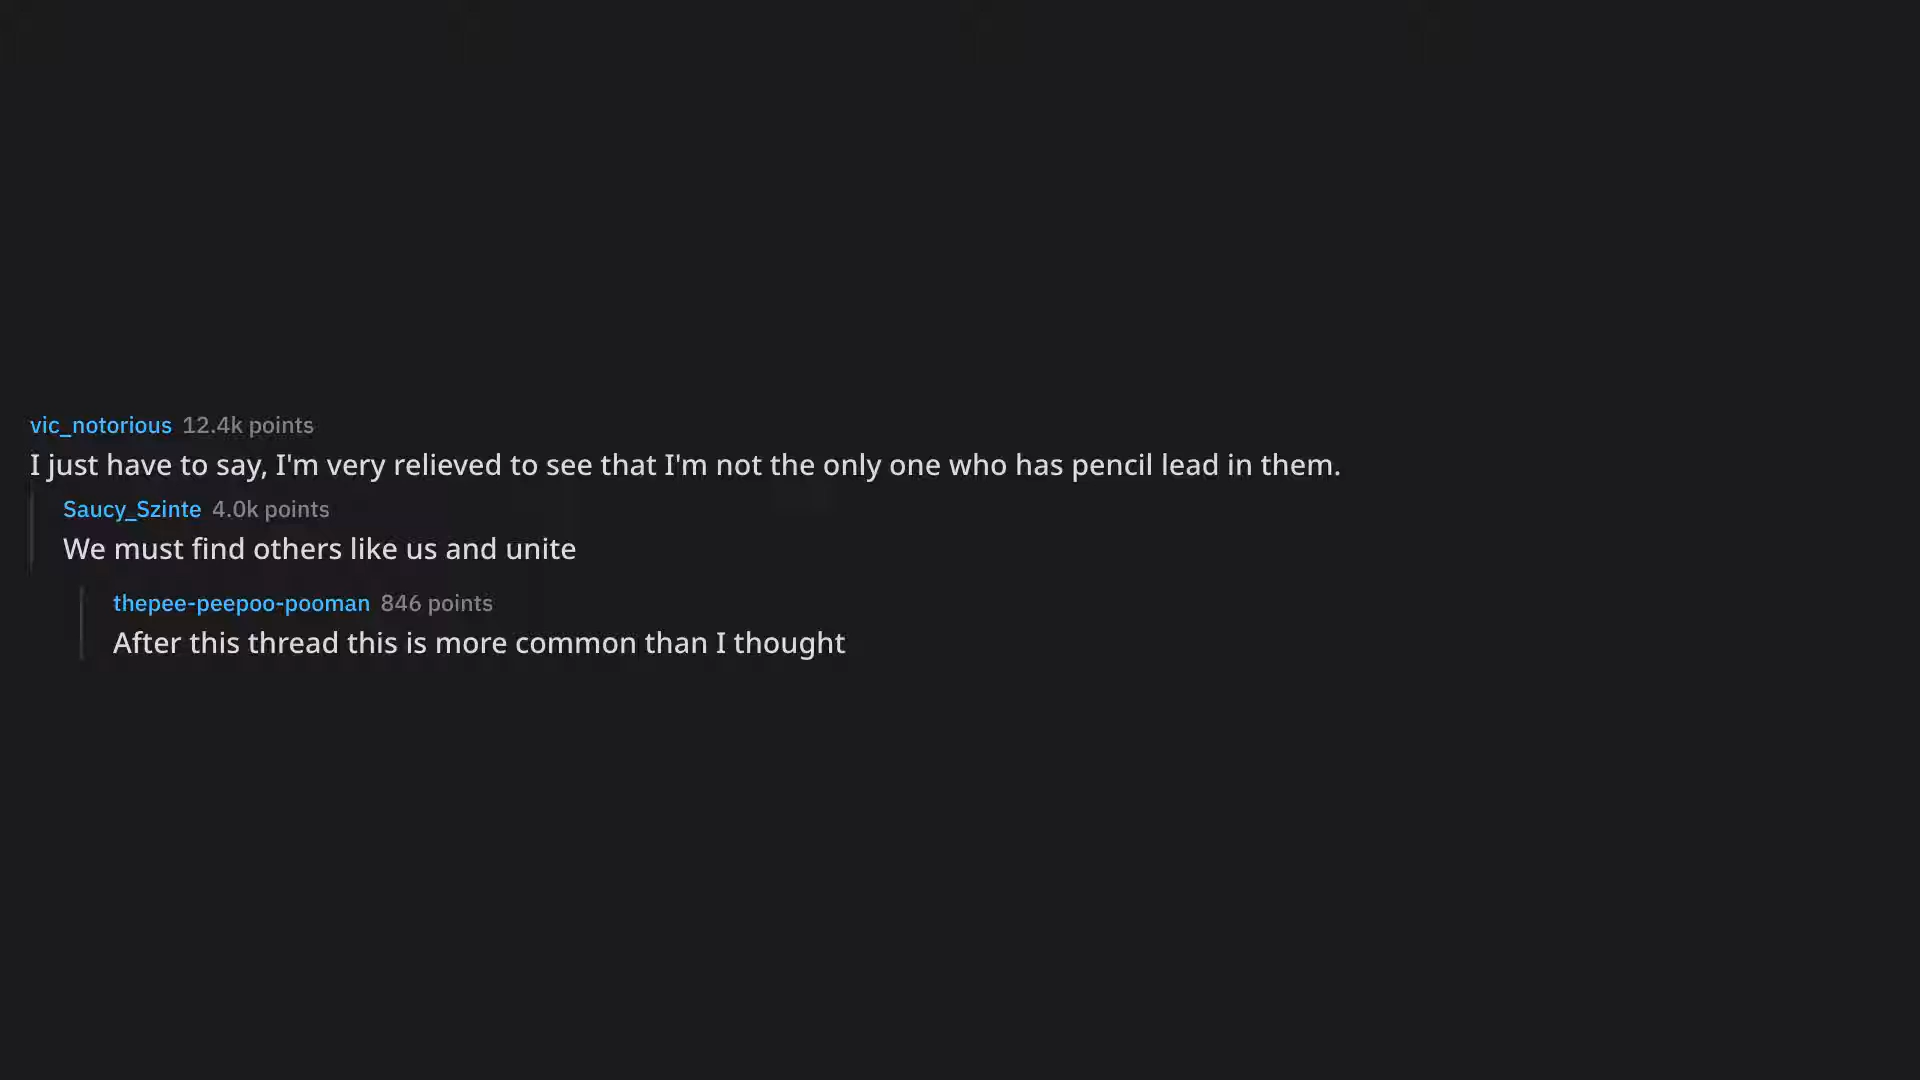 vic_notorious 12.4k points
I just have to say, I'm very relieved to see that I'm not the only one who has pencil lead in them.
Saucy_Szinte 4.0k points
We must find others like us and unite
thepee-peepoo-pooman 846 points
After this thread this is more common than I thought